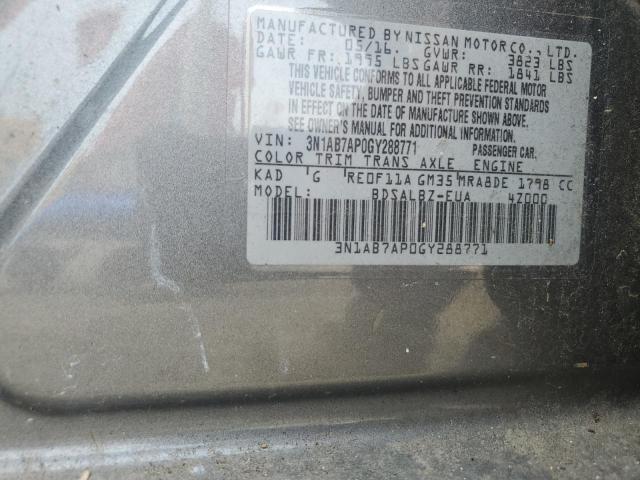 MANUFACTURED BY NISSAN MOTOR CO., LTD.
DATE: 05/16. GVWR: 3823 LBS
GAWR FR: 1995 LBS GAWR RR: 1841 LBS
THIS VEHICLE CONFORMS TO ALL APPLICABLE FEDERAL MOTOR
VEHICLE SAFETY, BUMPER AND THEFT PREVENTION STANDARDS
IN EFFECT ON THE DATE OF MANUFACTURE SHOWN ABOVE.
SEE OWNER'S MANUAL FOR ADDITIONAL INFORMATION.
VIN: 3N1AB7AP0GY288771 PASSENGER CAR.
COLOR TRIM TRANS AXLE ENGINE
KAD G RE0F11A GM35 MRA8DE 1798 CC
MODEL: BDSALBZ-EUA 4Z000
3N1AB7AP0GY288771